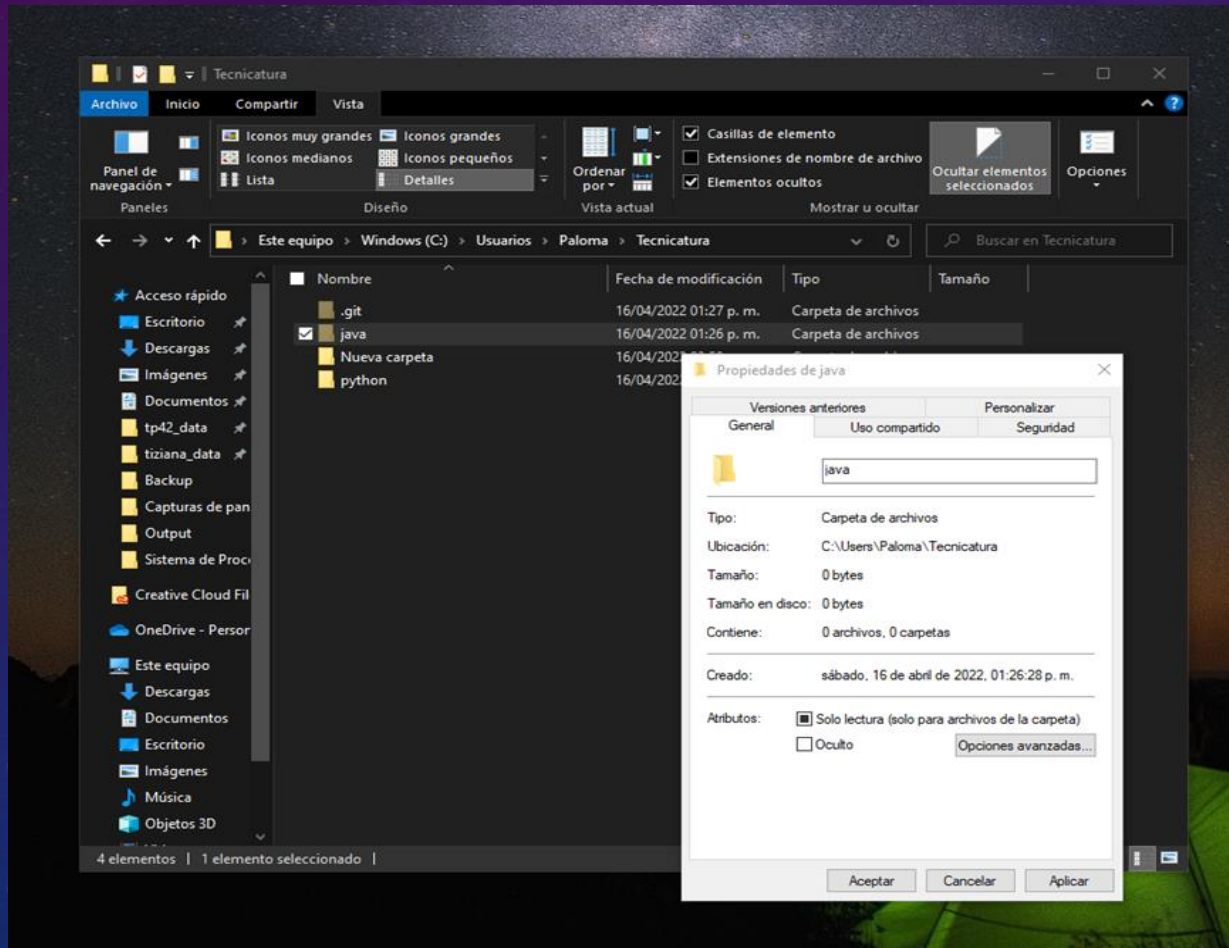 Tecnicatura
Archivo Inicio Compartir Vista
Panel de navegación
Iconos muy grandes Iconos grandes
Iconos medianos Iconos pequeños
Lista Detalles
Ordenar por
Casillas de elemento
Extensiones de nombre de archivo
Elementos ocultos
Ocultar elementos seleccionados
Opciones
Paneles Diseño Vista actual Mostrar u ocultar
Este equipo > Windows (C:) > Usuarios > Paloma > Tecnicatura
Buscar en Tecnicatura
Nombre Fecha de modificación Tipo Tamaño
.git 16/04/2022 01:27 p. m. Carpeta de archivos
java 16/04/2022 01:26 p. m. Carpeta de archivos
Nueva carpeta
python
Acceso rápido
Escritorio
Descargas
Imágenes
Documentos
tp42_data
tiziana_data
Backup
Capturas de pan
Output
Sistema de Proc
Creative Cloud Fil
OneDrive - Person
Este equipo
Descargas
Documentos
Escritorio
Imágenes
Música
Objetos 3D
4 elementos | 1 elemento seleccionado |
Propiedades de java
Versiones anteriores Personalizar
General Uso compartido Seguridad
java
Tipo: Carpeta de archivos
Ubicación: C:\Users\Paloma\Tecnicatura
Tamaño: 0 bytes
Tamaño en disco: 0 bytes
Contiene: 0 archivos, 0 carpetas
Creado: sábado, 16 de abril de 2022, 01:26:28 p. m.
Atributos: Solo lectura (solo para archivos de la carpeta)
Oculto Opciones avanzadas...
Aceptar Cancelar Aplicar